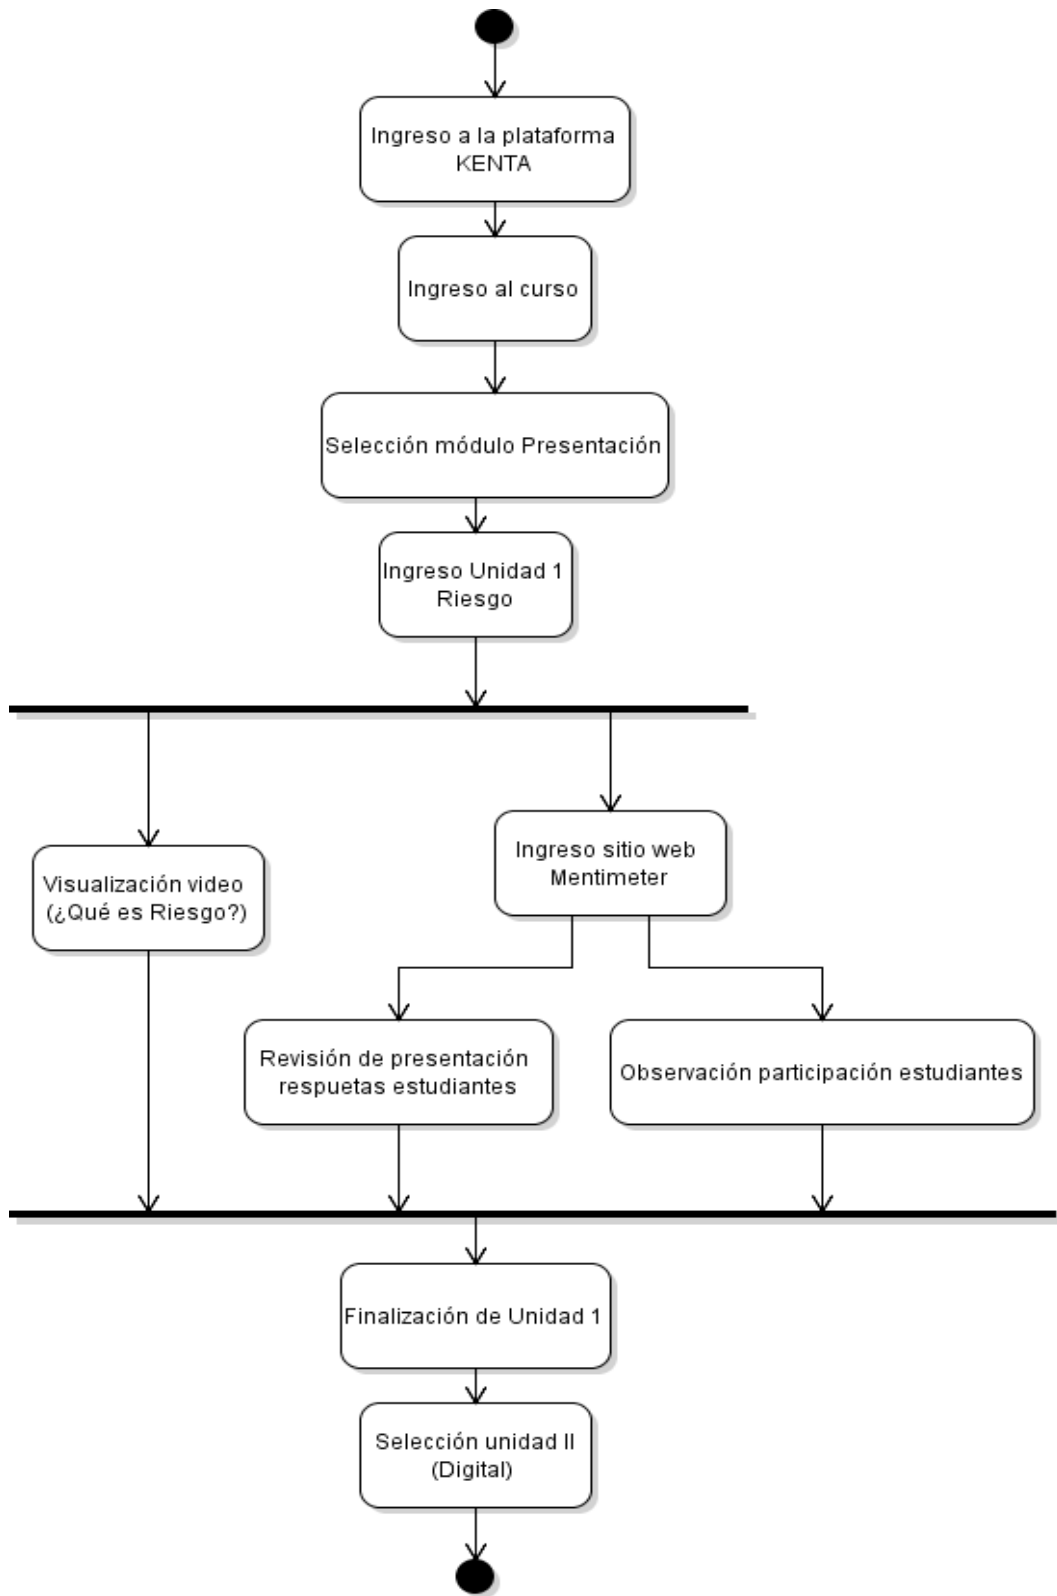 Ingreso a la plataforma
KENTA
Ingreso al curso
Selección módulo Presentación
Ingreso Unidad 1
Riesgo
Visualización video
(¿Qué es Riesgo?)
Ingreso sitio web
Mentimeter
Revisión de presentación
respuetas estudiantes
Observación participación estudiantes
Finalización de Unidad 1
Selección unidad II
(Digital)